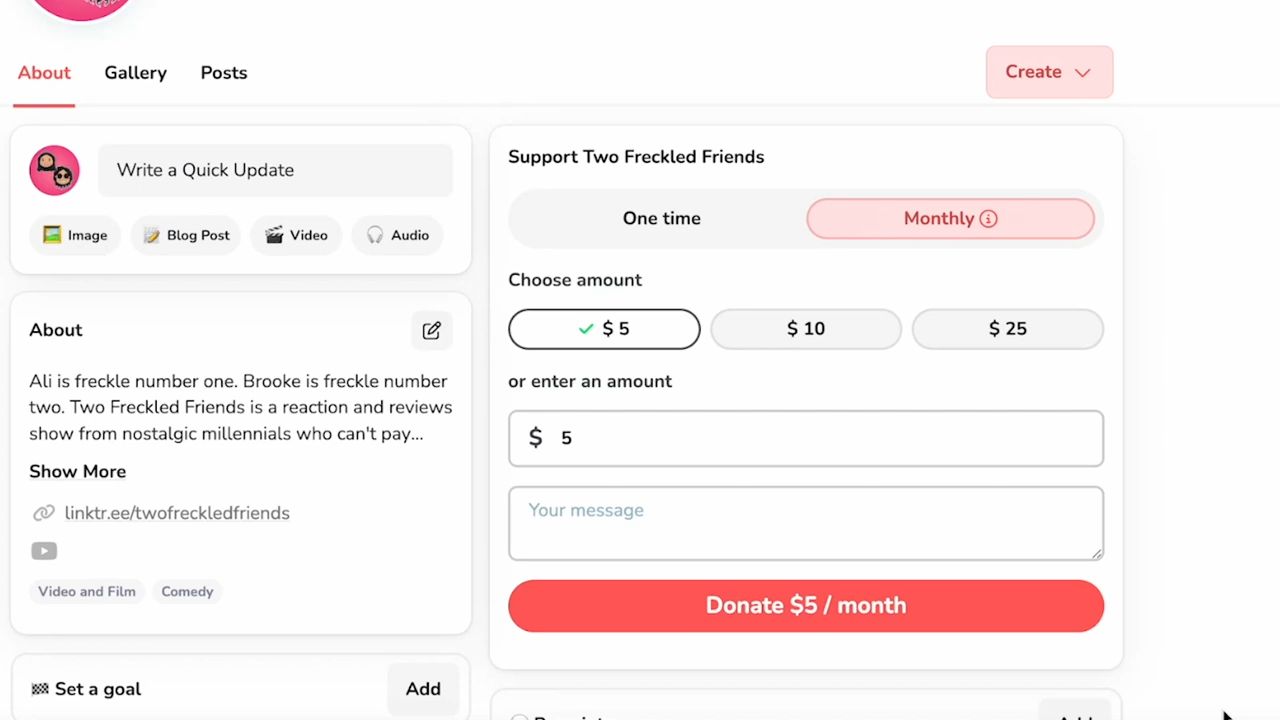 About
Gallery
Posts
Create
Write a Quick Update
Image
Blog Post
Video
Audio
About
Ali is freckle number one. Brooke is freckle number
two. Two Freckled Friends is a reaction and reviews
show from nostalgic millennials who can't pay...
Show More
linktr.ee/twofreckledfriends
Video and Film
Comedy
Set a goal
Add
Support Two Freckled Friends
One time
Monthly
Choose amount
$ 5
$ 10
$ 25
or enter an amount
$ 5
Your message
Donate $5 / month